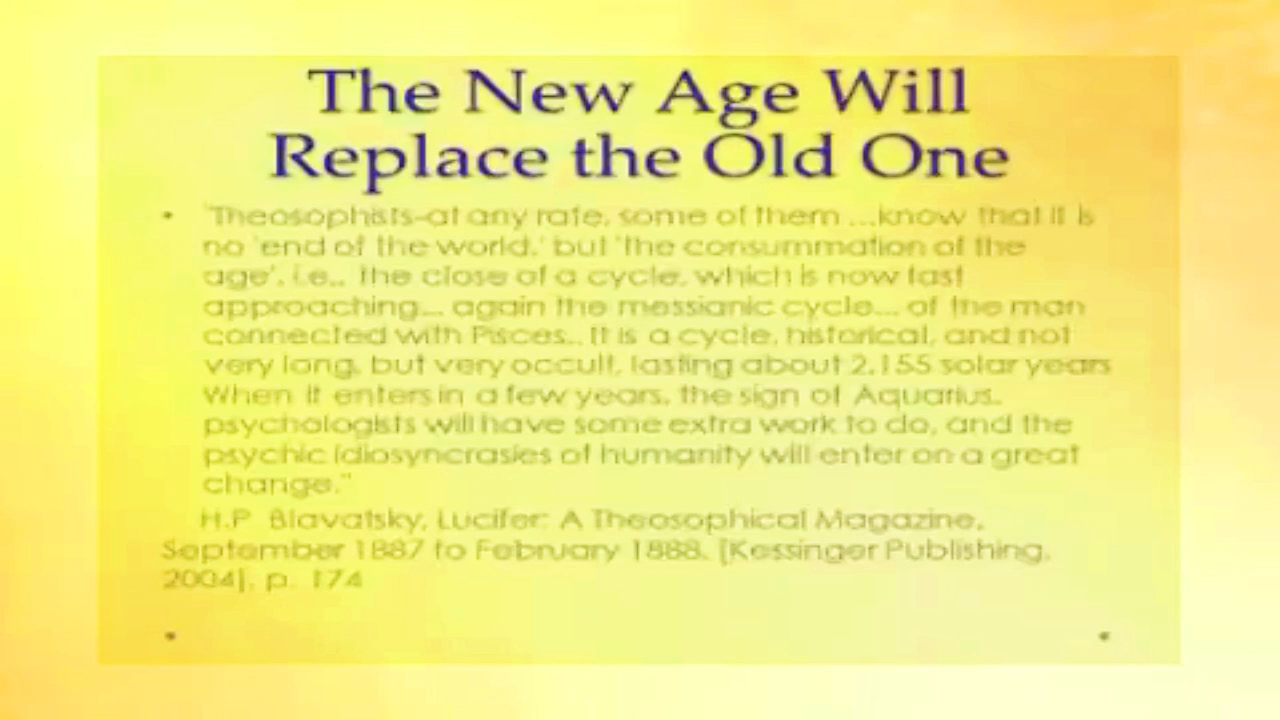 The New Age Will
Replace the Old One
• 'Theosophists-at any rate, some of them ...know that it is
no 'end of the world,' but 'the consummation of the
age', i.e., the close of a cycle, which is now fast
approaching... again the messianic cycle... of the man
connected with Pisces.. It is a cycle, historical, and not
very long, but very occult, lasting about 2,155 solar years
When it enters in a few years, the sign of Aquarius,
psychologists will have some extra work to do, and the
psychic idiosyncrasies of humanity will enter on a great
change."
H.P. Blavatsky, Lucifer: A Theosophical Magazine,
September 1887 to February 1888. [Kessinger Publishing,
2004], p. 174